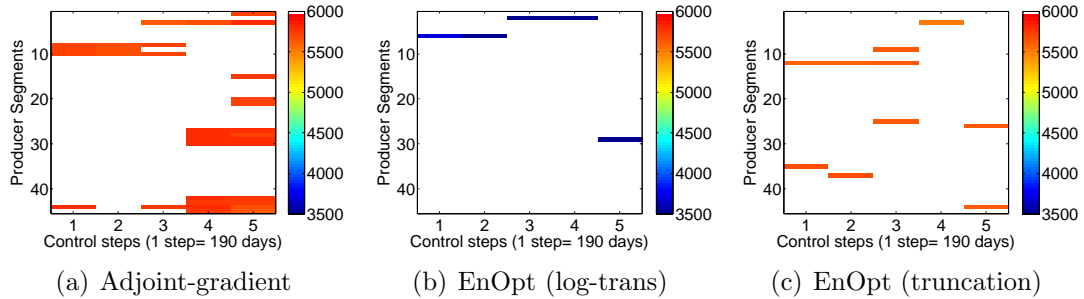 6000
10
5500
20
5000
4500
30
4000
40
3500
Producer Segments
1 2 3 4 5
Control steps (1 step= 190 days)
(a) Adjoint-gradient
6000
10
5500
20
5000
4500
30
4000
40
3500
Producer Segments
1 2 3 4 5
Control steps (1 step= 190 days)
(b) EnOpt (log-trans)
6000
10
5500
20
5000
4500
30
4000
40
3500
Producer Segments
1 2 3 4 5
Control steps (1 step= 190 days)
(c) EnOpt (truncation)